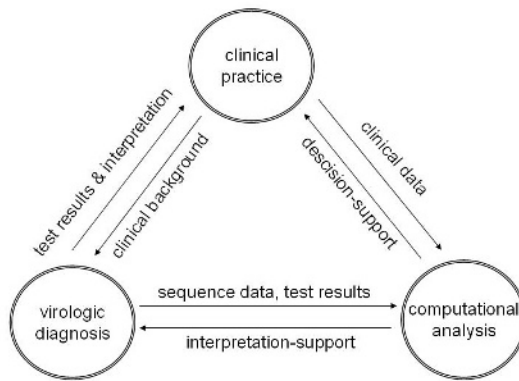 clinical
practice
test results & interpretation
clinical background
clinical data
descision-support
virologic
diagnosis
sequence data, test results
interpretation-support
computational
analysis